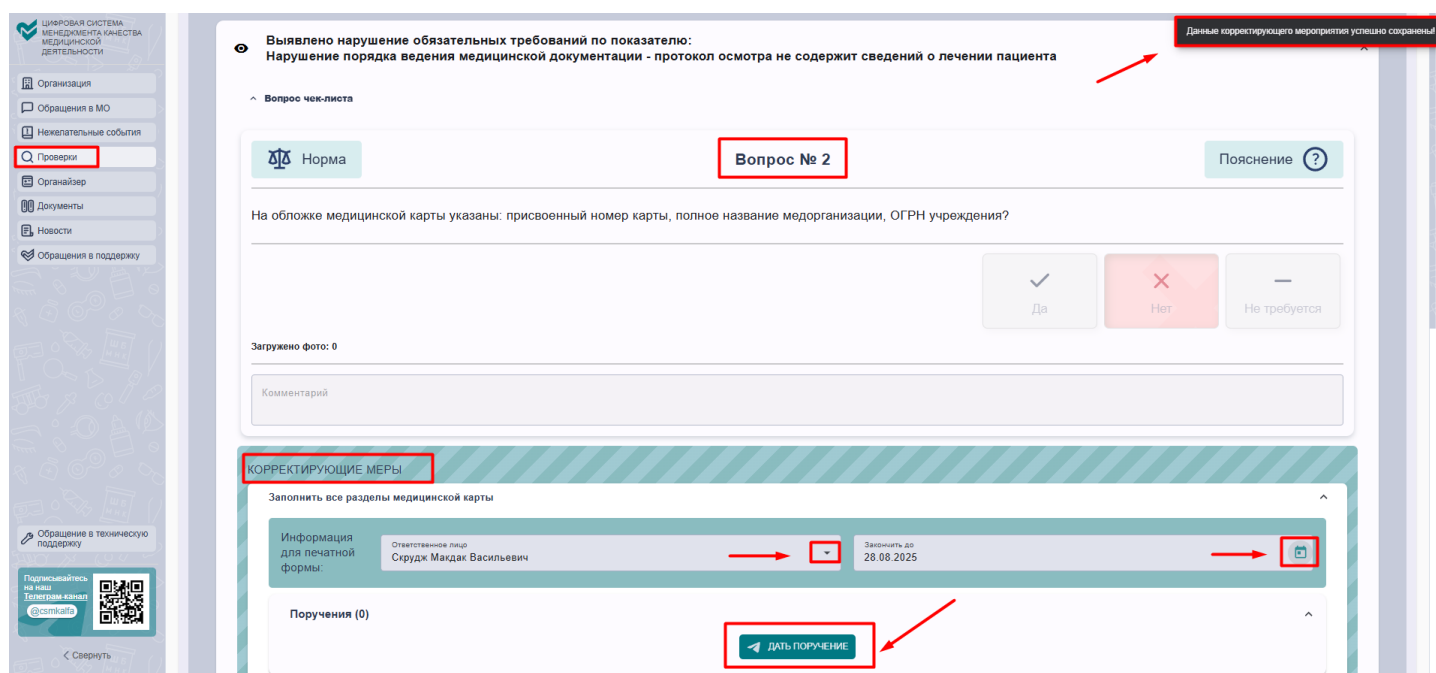 ЦИФРОВАЯ СИСТЕМА
МЕНЕДЖМЕНТА КАЧЕСТВА
МЕДИЦИНСКОЙ
ДЕЯТЕЛЬНОСТИ
Организация
Обращения в МО
Нежелательные события
Проверки
Органайзер
Документы
Новости
Обращения в поддержку
Обращение в техническую
поддержку
Подписывайтесь
на наш
Телеграм-канал
@csmkalfa
Свернуть
Данные корректирующего мероприятия успешно сохранены!
Выявлено нарушение обязательных требований по показателю:
Нарушение порядка ведения медицинской документации - протокол осмотра не содержит сведений о лечении пациента
Вопрос чек-листа
Норма
Вопрос № 2
Пояснение
На обложке медицинской карты указаны: присвоенный номер карты, полное название медорганизации, ОГРН учреждения?
Да
Нет
Не требуется
Загружено фото: 0
Комментарий
КОРРЕКТИРУЮЩИЕ МЕРЫ
Заполнить все разделы медицинской карты
Информация
для печатной
формы:
Ответственное лицо
Скрудж Макдак Васильевич
Закончить до
28.08.2025
Поручения (0)
ДАТЬ ПОРУЧЕНИЕ